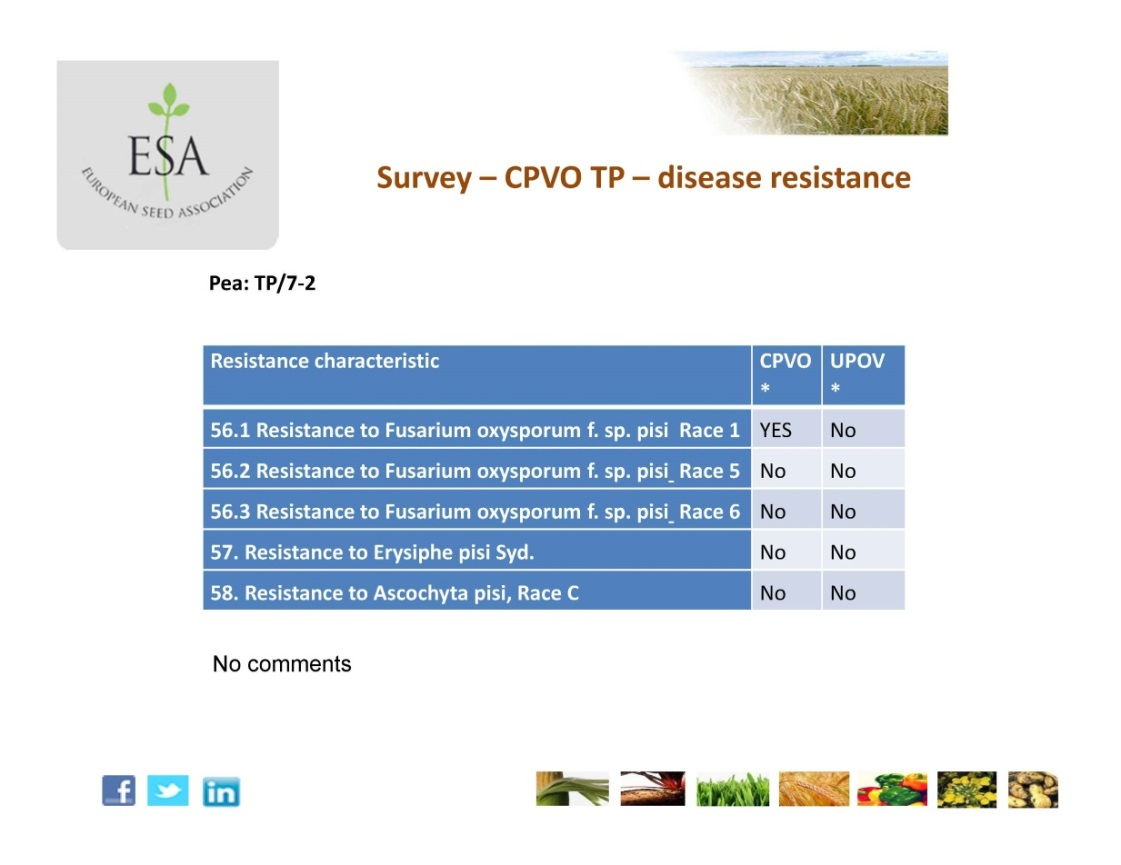 ESA
EUROPEAN SEED ASSOCIATION
Survey – CPVO TP – disease resistance
Pea: TP/7-2
Resistance characteristic CPVO * UPOV *
56.1 Resistance to Fusarium oxysporum f. sp. pisi Race 1 YES No
56.2 Resistance to Fusarium oxysporum f. sp. pisi_ Race 5 No No
56.3 Resistance to Fusarium oxysporum f. sp. pisi_ Race 6 No No
57. Resistance to Erysiphe pisi Syd. No No
58. Resistance to Ascochyta pisi, Race C No No
No comments
f
in